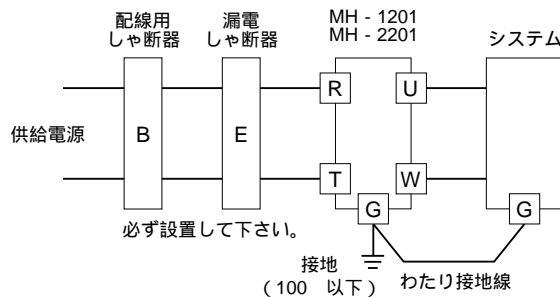 配線用
しゃ断器
漏電
しゃ断器
MH - 1201
MH - 2201
システム
R
U
供給電源
B
E
T
W
G
G
必ず設置して下さい。
接地
（100　以下）
わたり接地線